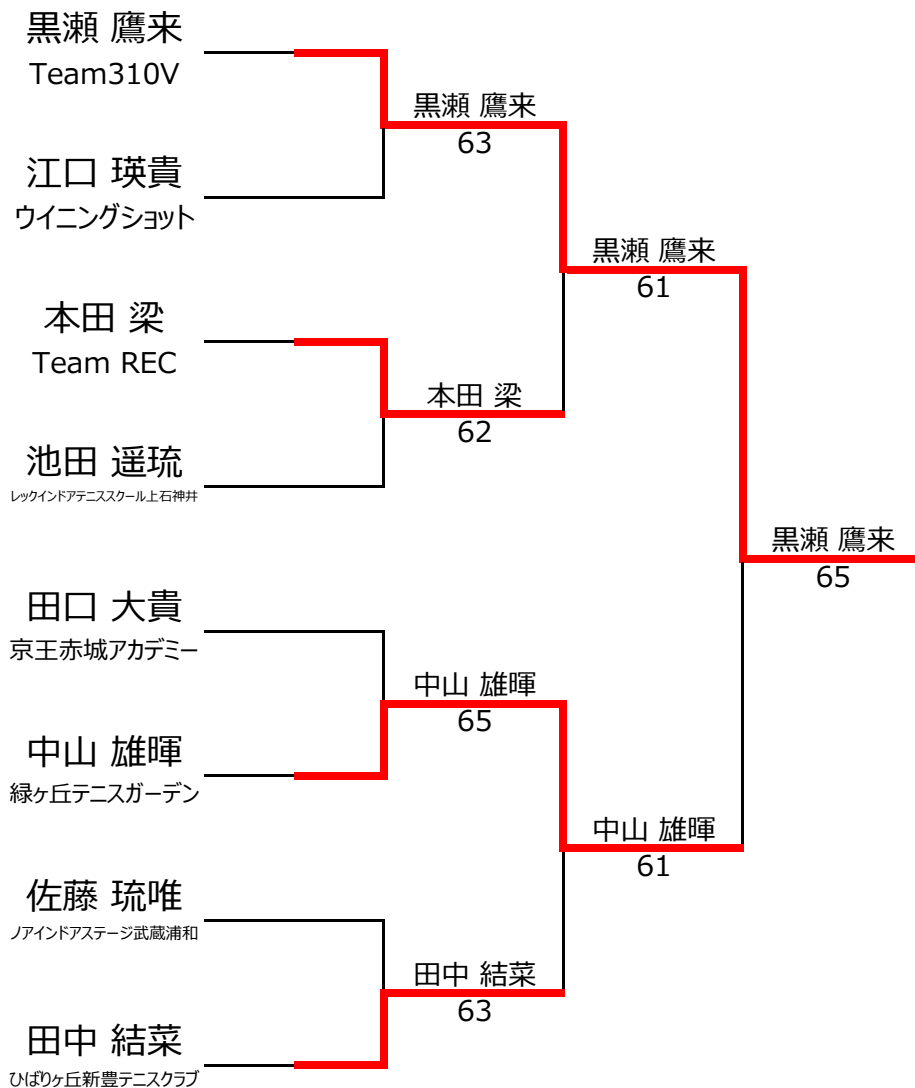 黒瀬 鷹来
Team310V
黒瀬 鷹来
63
江口 瑛貴
ウイニングショット
黒瀬 鷹来
61
本田 梁
Team REC
本田 梁
62
池田 遥琉
レックインドアテニススクール上石神井
黒瀬 鷹来
65
田口 大貴
京王赤城アカデミー
中山 雄暉
65
中山 雄暉
緑ヶ丘テニスガーデン
中山 雄暉
61
佐藤 琉唯
ノアインドアステージ武蔵浦和
田中 結菜
63
田中 結菜
ひばりヶ丘新豊テニスクラブ